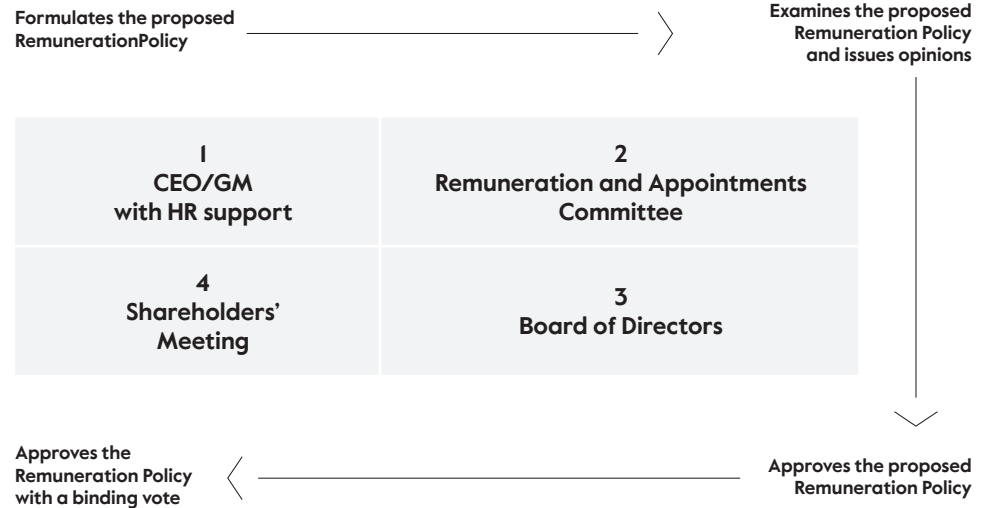 Formulates the proposed
RemunerationPolicy
Examines the proposed
Remuneration Policy
and issues opinions
1
CEO/GM
with HR support
2
Remuneration and Appointments
Committee
4
Shareholders’
Meeting
3
Board of Directors
Approves the
Remuneration Policy
with a binding vote
Approves the proposed
Remuneration Policy